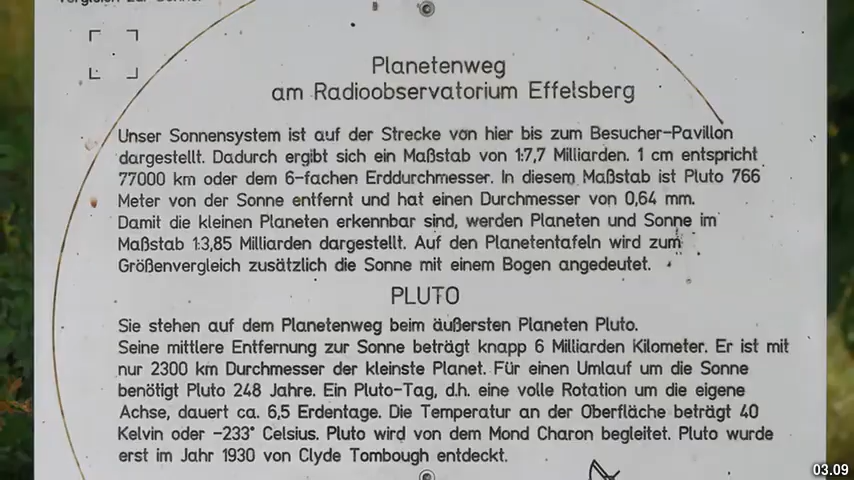 Vergleich zur Sonne.
Planetenweg
am Radioobservatorium Effelsberg
Unser Sonnensystem ist auf der Strecke von hier bis zum Besucher-Pavillon
dargestellt. Dadurch ergibt sich ein Maßstab von 1:7,7 Milliarden. 1 cm entspricht
77000 km oder dem 6-fachen Erddurchmesser. In diesem Maßstab ist Pluto 766
Meter von der Sonne entfernt und hat einen Durchmesser von 0,64 mm.
Damit die kleinen Planeten erkennbar sind, werden Planeten und Sonne im
Maßstab 1:3,85 Milliarden dargestellt. Auf den Planetentafeln wird zum
Größenvergleich zusätzlich die Sonne mit einem Bogen angedeutet.
PLUTO
Sie stehen auf dem Planetenweg beim äußersten Planeten Pluto.
Seine mittlere Entfernung zur Sonne beträgt knapp 6 Milliarden Kilometer. Er ist mit
nur 2300 km Durchmesser der kleinste Planet. Für einen Umlauf um die Sonne
benötigt Pluto 248 Jahre. Ein Pluto-Tag, d.h. eine volle Rotation um die eigene
Achse, dauert ca. 6,5 Erdentage. Die Temperatur an der Oberfläche beträgt 40
Kelvin oder -233° Celsius. Pluto wird von dem Mond Charon begleitet. Pluto wurde
erst im Jahr 1930 von Clyde Tombough entdeckt.
03.09